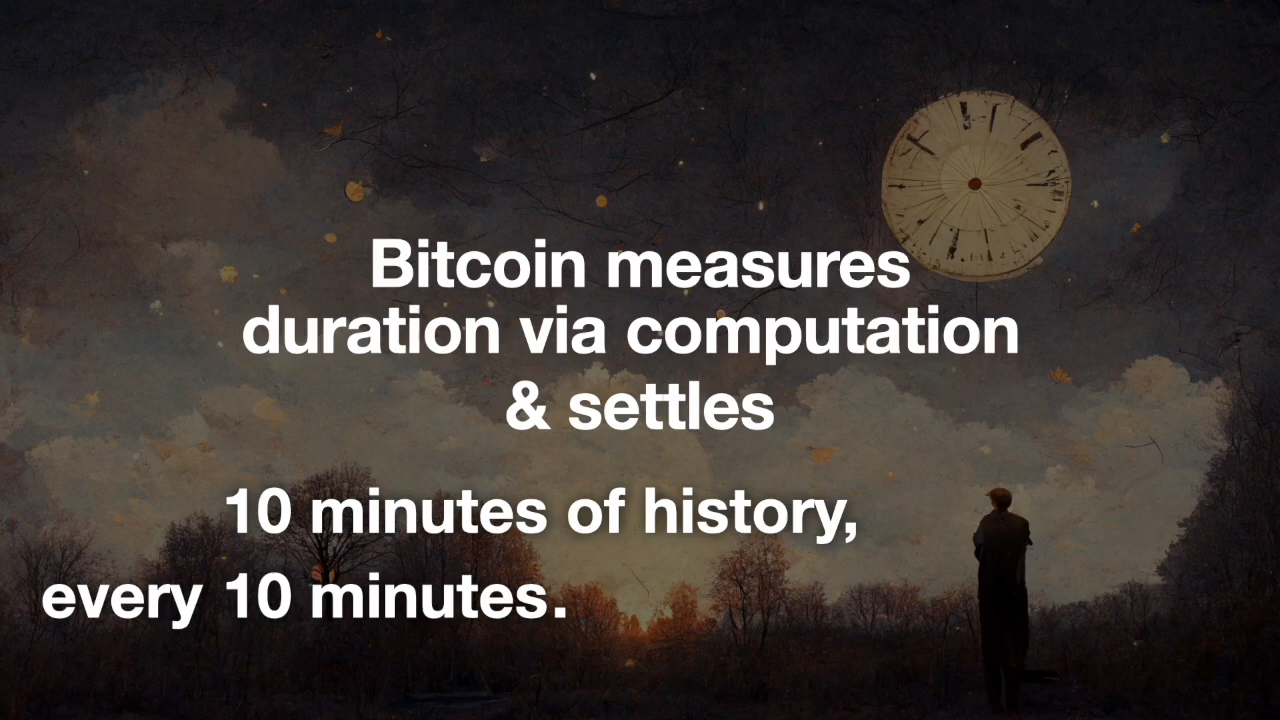 Bitcoin measures
duration via computation
& settles
10 minutes of history,
every 10 minutes.